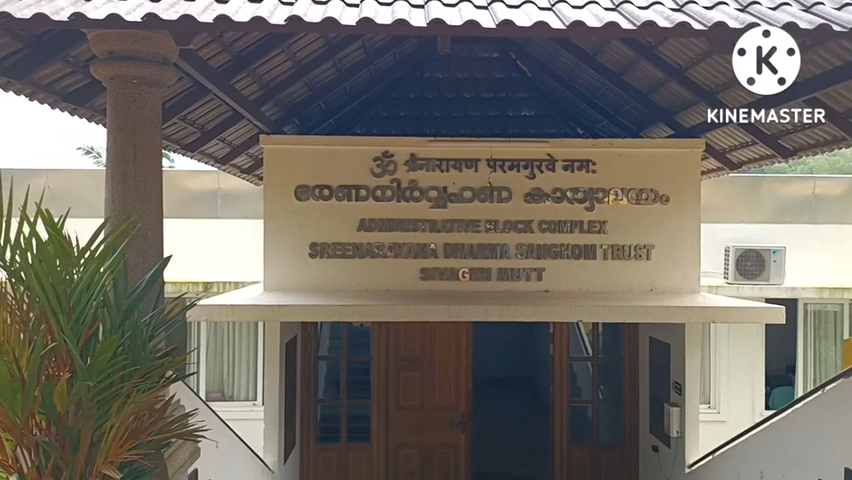 ॐ श्रीनारायण परमगुरवे नमः
ഭരണനിർവ്വഹണ കാര്യാലയം
ADMINISTRATIVE BLOCK COMPLEX
SREENARAYANA DHARMA SANGHOM TRUST
SIVAGIRI MUTT
KINEMASTER